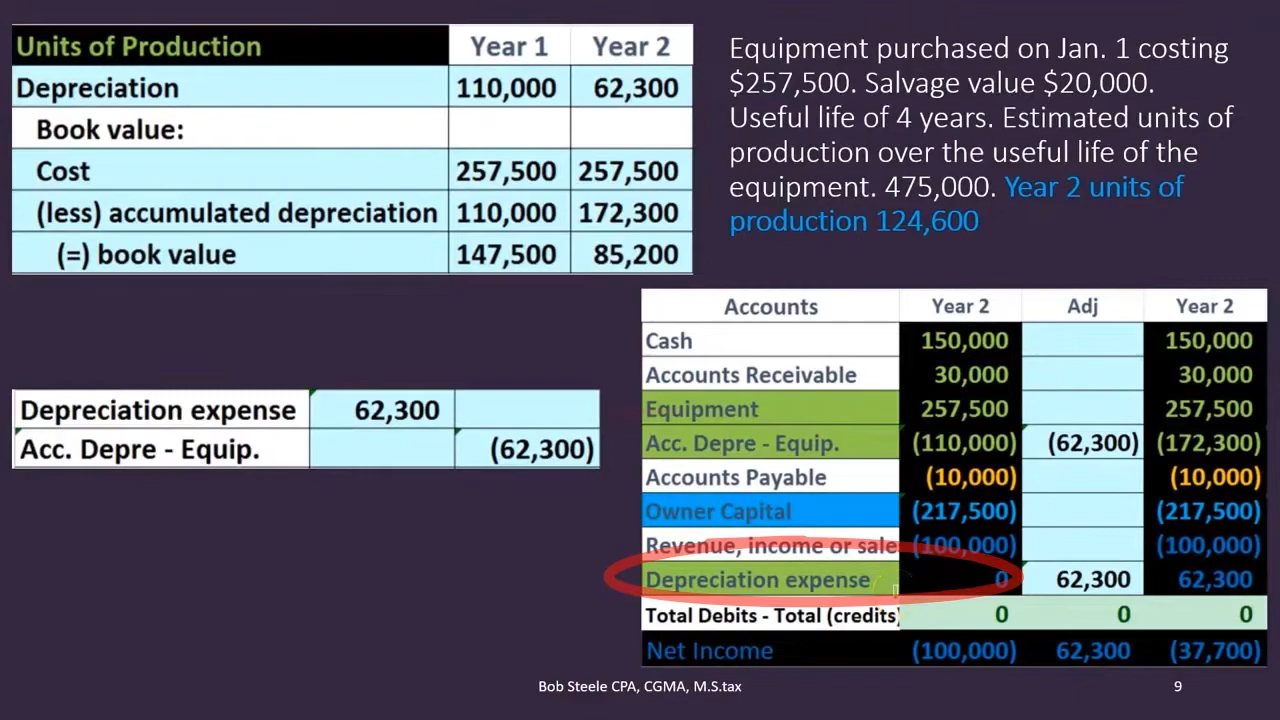 Units of Production Year 1 Year 2
Depreciation 110,000 62,300
Book value:
Cost 257,500 257,500
(less) accumulated depreciation 110,000 172,300
(=) book value 147,500 85,200
Equipment purchased on Jan. 1 costing
$257,500. Salvage value $20,000.
Useful life of 4 years. Estimated units of
production over the useful life of the
equipment. 475,000. Year 2 units of
production 124,600
Depreciation expense 62,300
Acc. Depre - Equip. (62,300)
Accounts Year 2 Adj Year 2
Cash 150,000 150,000
Accounts Receivable 30,000 30,000
Equipment 257,500 257,500
Acc. Depre - Equip. (110,000) (62,300) (172,300)
Accounts Payable (10,000) (10,000)
Owner Capital (217,500) (217,500)
Revenue, income or sale (100,000) (100,000)
Depreciation expense 0 62,300 62,300
Total Debits - Total (credits) 0 0 0
Net Income (100,000) 62,300 (37,700)
Bob Steele CPA, CGMA, M.S.tax 9